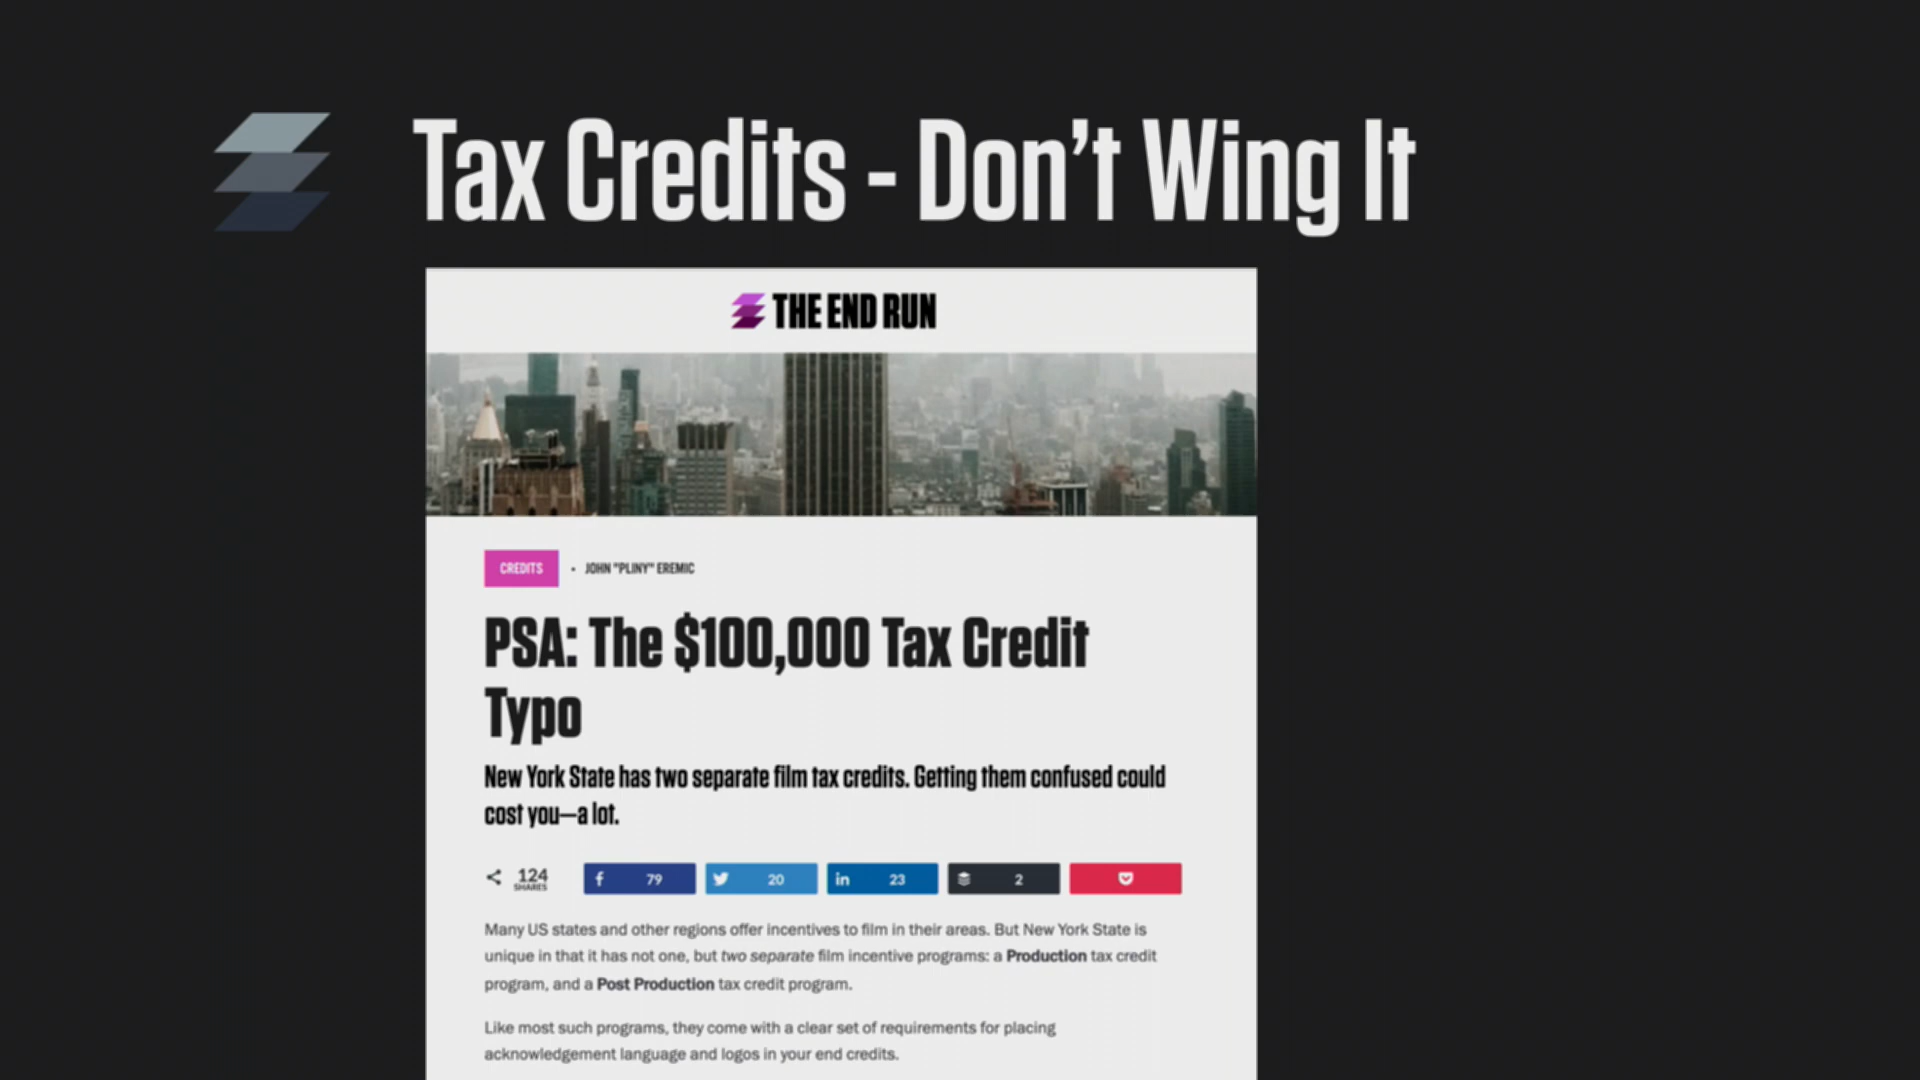 Tax Credits - Don’t Wing It
THE END RUN
CREDITS • JOHN "PLINY" EREMIC
PSA: The $100,000 Tax Credit
Typo
New York State has two separate film tax credits. Getting them confused could
cost you—a lot.
124
SHARES
79
20
in 23
2
Many US states and other regions offer incentives to film in their areas. But New York State is
unique in that it has not one, but two separate film incentive programs: a Production tax credit
program, and a Post Production tax credit program.
Like most such programs, they come with a clear set of requirements for placing
acknowledgement language and logos in your end credits.